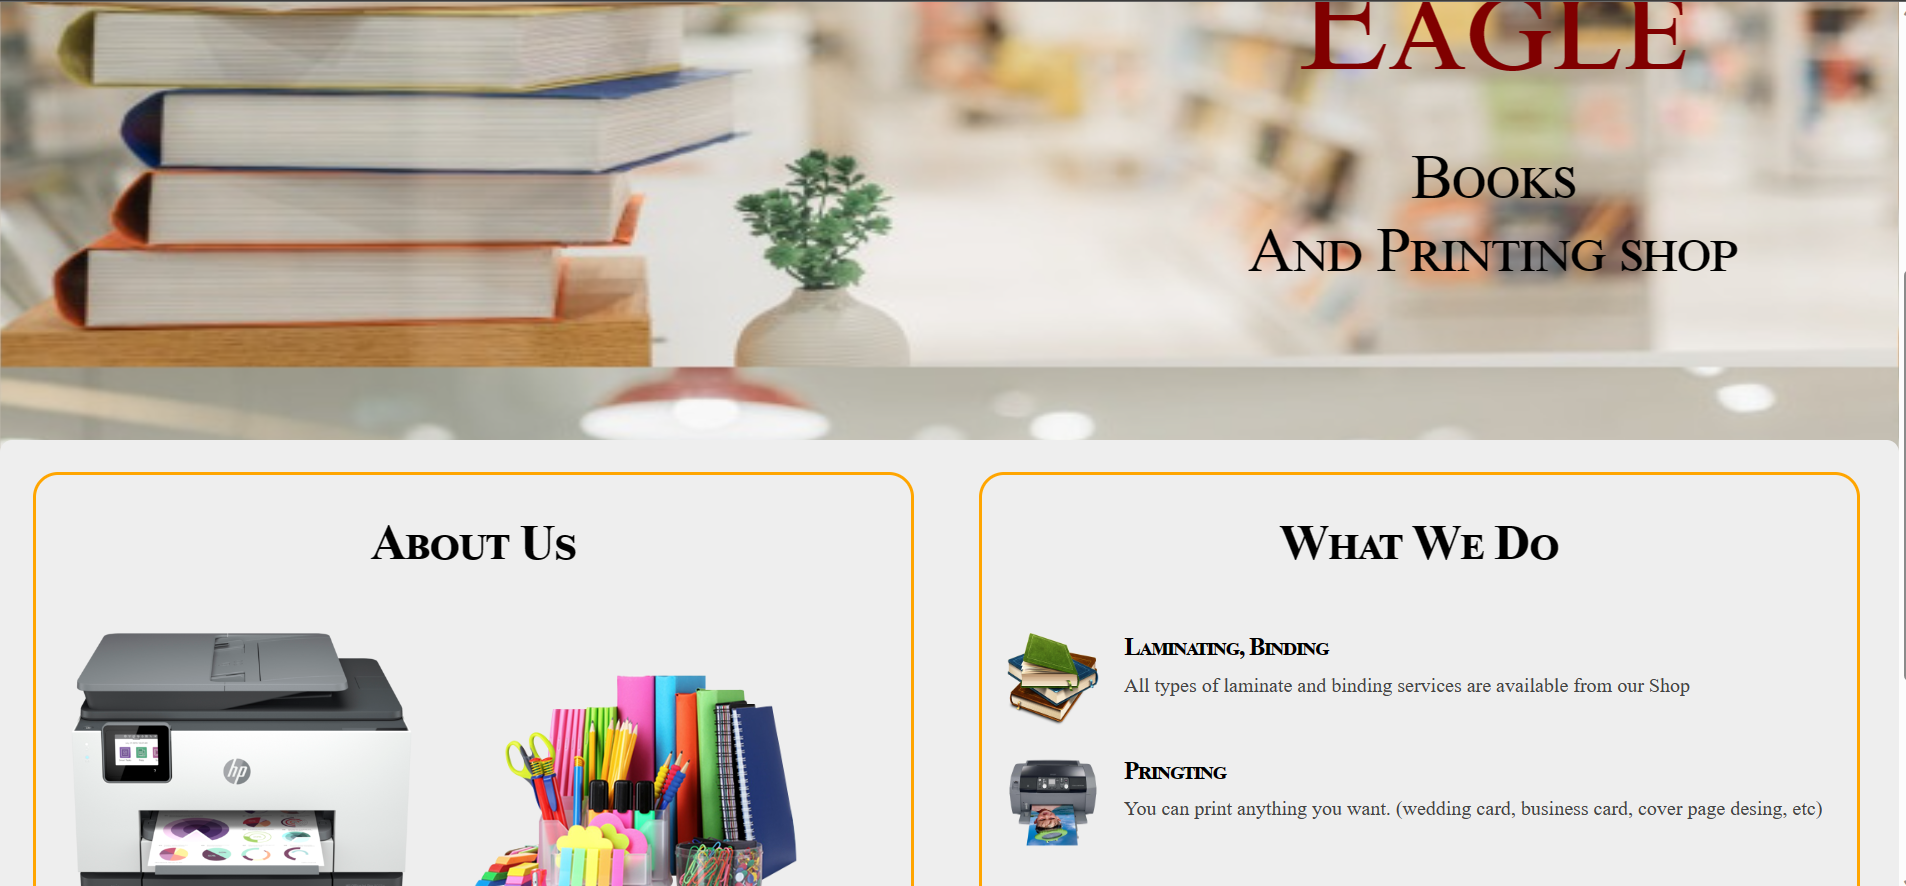 EAGLE
BOOKS
AND PRINTING SHOP
ABOUT US
WHAT WE DO
LAMINATING, BINDING
All types of laminate and binding services are available from our Shop
hp
PRINGTING
You can print anything you want. (wedding card, business card, cover page desing, etc)